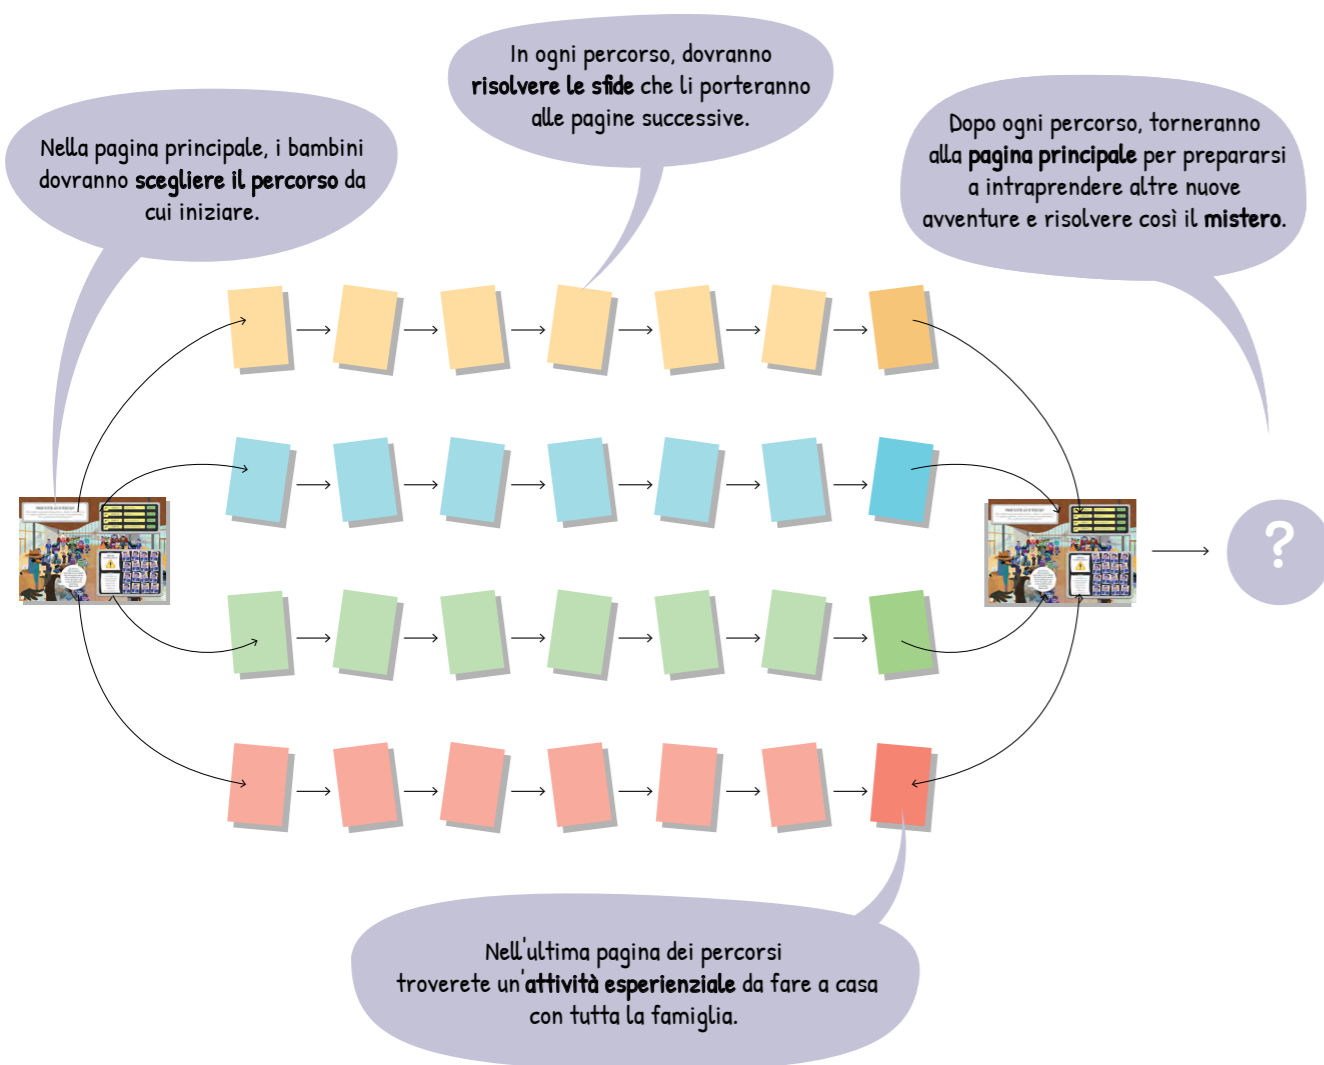 Nella pagina principale, i bambini
dovranno scegliere il percorso da
cui iniziare.
In ogni percorso, dovranno
risolvere le sfide che li porteranno
alle pagine successive.
Dopo ogni percorso, torneranno
alla pagina principale per prepararsi
a intraprendere altre nuove
avventure e risolvere così il mistero.
?
Nell'ultima pagina dei percorsi
troverete un'attività esperienziale da fare a casa
con tutta la famiglia.